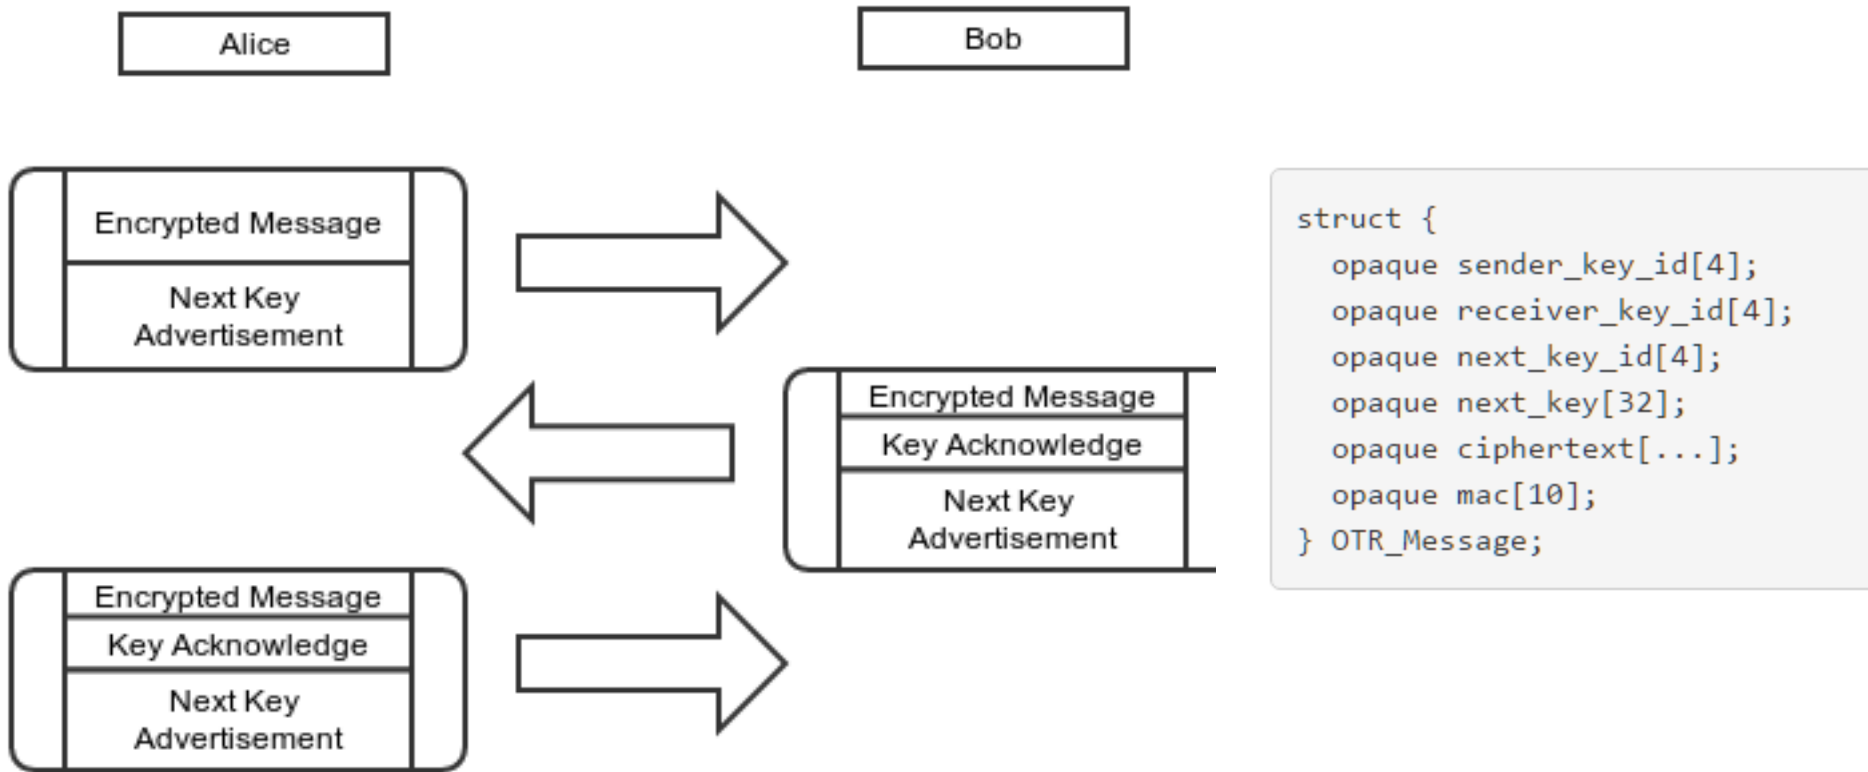 Alice
Bob
Encrypted Message
Next Key
Advertisement
Encrypted Message
Key Acknowledge
Next Key
Advertisement
Encrypted Message
Key Acknowledge
Next Key
Advertisement
struct {
  opaque sender_key_id[4];
  opaque receiver_key_id[4];
  opaque next_key_id[4];
  opaque next_key[32];
  opaque ciphertext[...];
  opaque mac[10];
} OTR_Message;